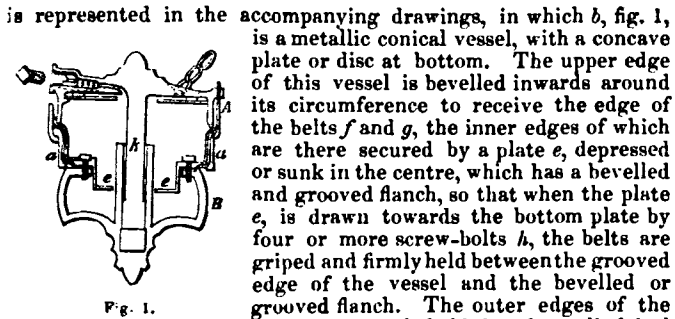 is represented in the accompanying drawings, in which b, fig. 1,
is a metallic conical vessel, with a concave
plate or disc at bottom. The upper edge
of this vessel is bevelled inwards around
its circumference to receive the edge of
the belts f and g, the inner edges of which
are there secured by a plate e, depressed
or sunk in the centre, which has a bevelled
and grooved flanch, so that when the plate
e, is drawn towards the bottom plate by
four or more screw-bolts h, the belts are
griped and firmly held between the grooved
edge of the vessel and the bevelled or
grooved flanch. The outer edges of the
A
k
a
a
e
e
B
Fig. 1.